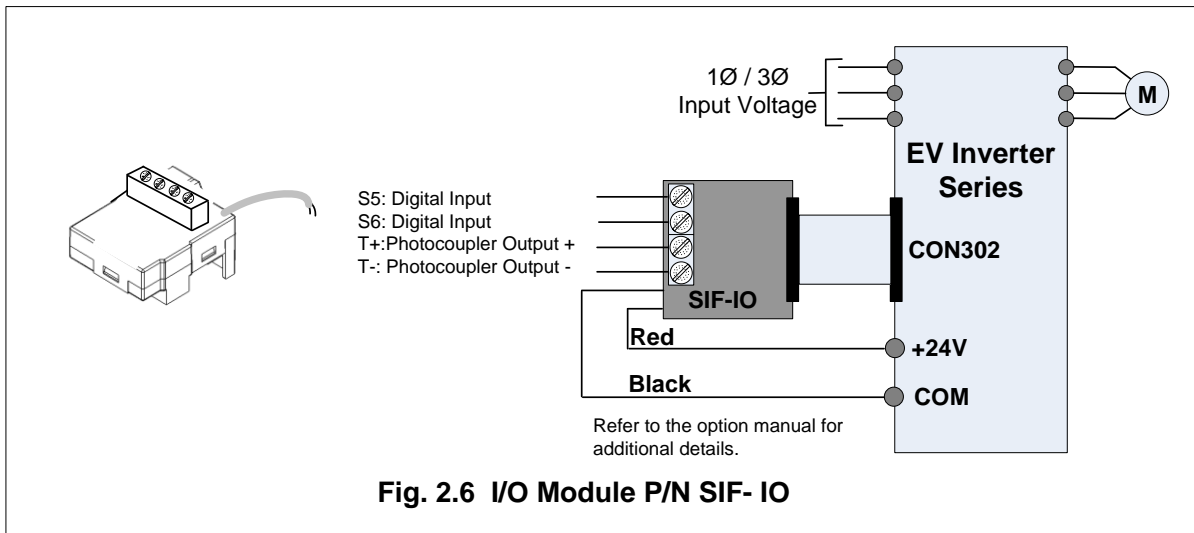 1Ø / 3Ø
Input Voltage
M
EV Inverter
Series
S5: Digital Input
S6: Digital Input
T+:Photocoupler Output +
T-: Photocoupler Output -
CON302
SIF-IO
Red
+24V
Black
COM
Refer to the option manual for
additional details.
Fig. 2.6 I/O Module P/N SIF- IO